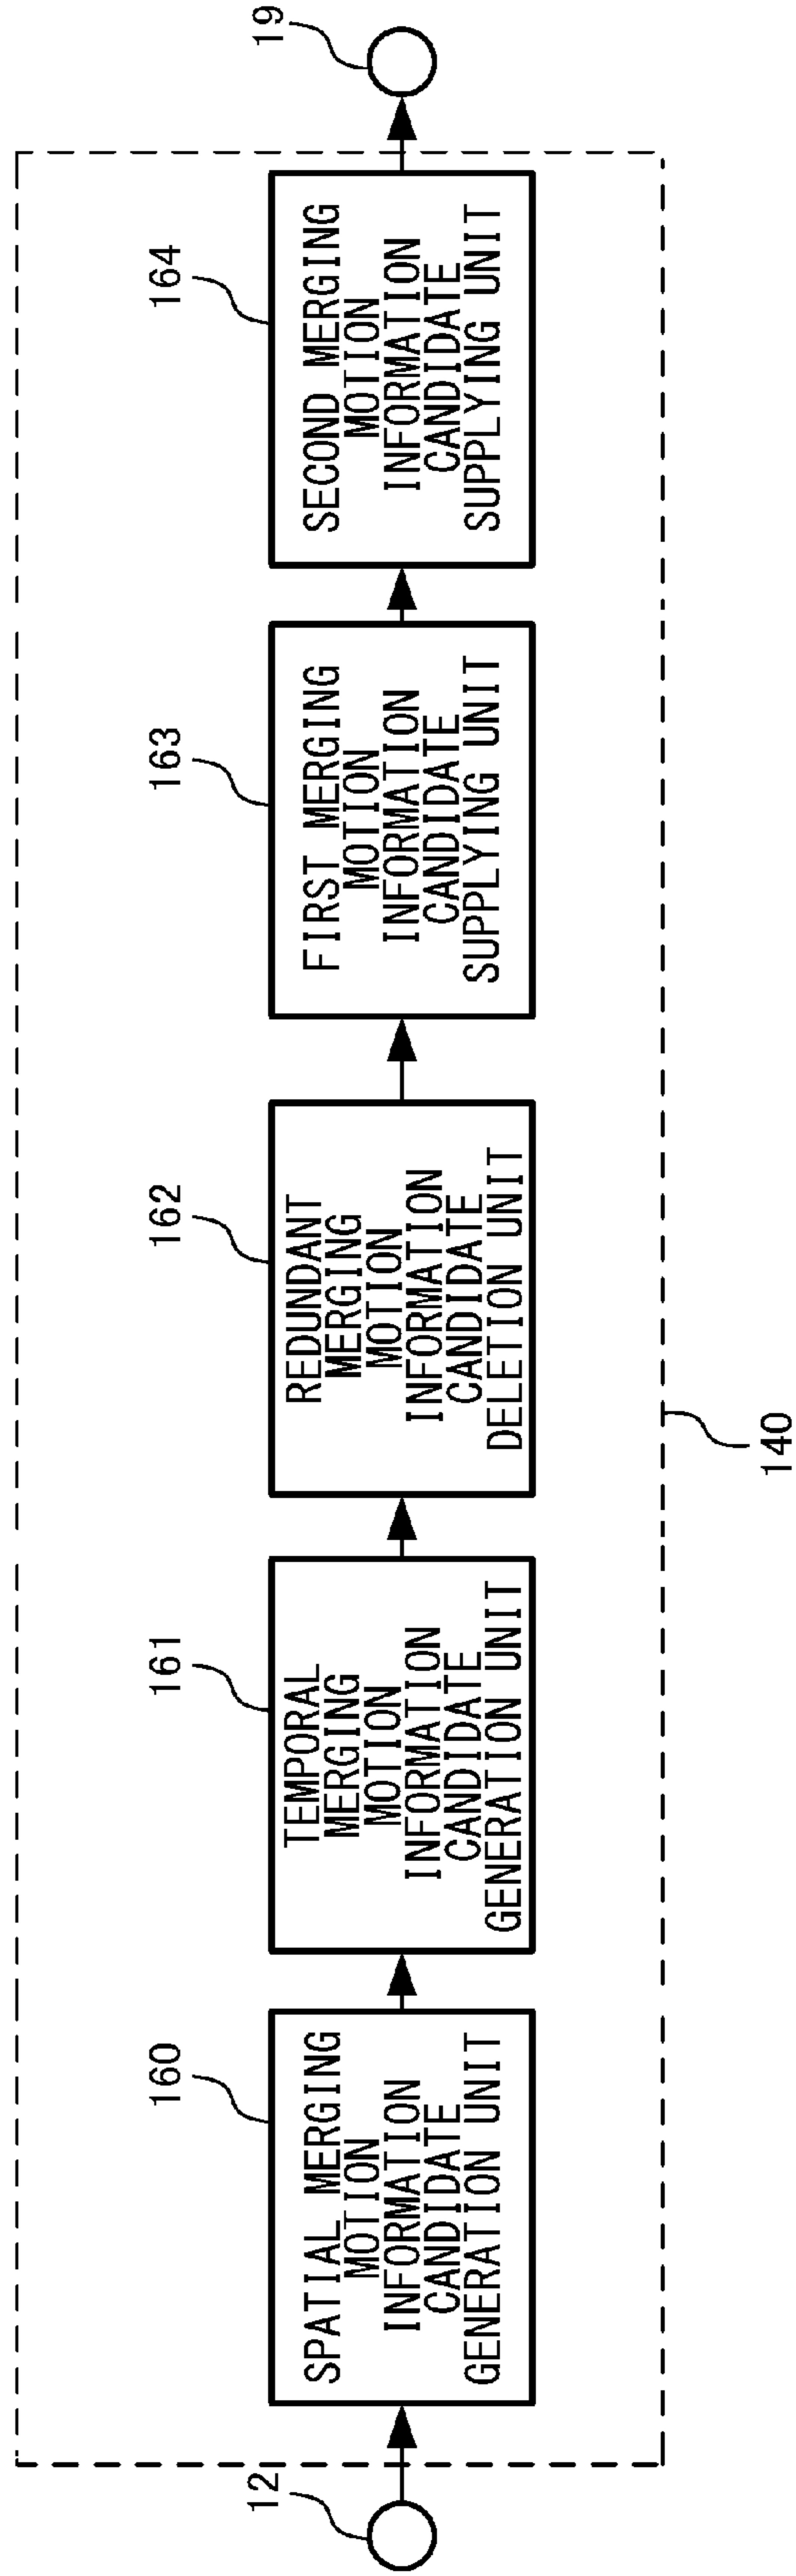 12
160
SPATIAL MERGING
MOTION
INFORMATION
CANDIDATE
GENERATION UNIT
161
TEMPORAL
MERGING
MOTION
INFORMATION
CANDIDATE
GENERATION UNIT
162
REDUNDANT
MERGING
MOTION
INFORMATION
CANDIDATE
DELETION UNIT
163
FIRST MERGING
MOTION
INFORMATION
CANDIDATE
SUPPLYING UNIT
164
SECOND MERGING
MOTION
INFORMATION
CANDIDATE
SUPPLYING UNIT
19
140